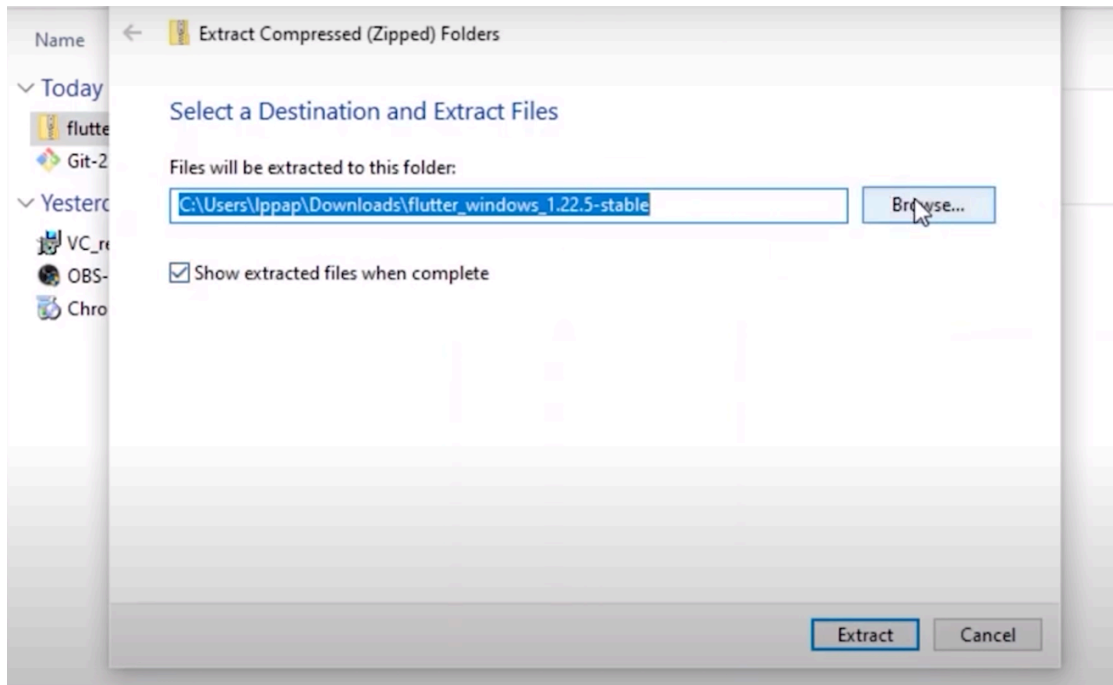 Name
Extract Compressed (Zipped) Folders
Today
flutte
Git-2
Yesterd
VC_re
OBS-
Chro
Select a Destination and Extract Files
Files will be extracted to this folder:
C:\Users\lppap\Downloads\flutter_windows_1.22.5-stable
Browse...
Show extracted files when complete
Extract
Cancel